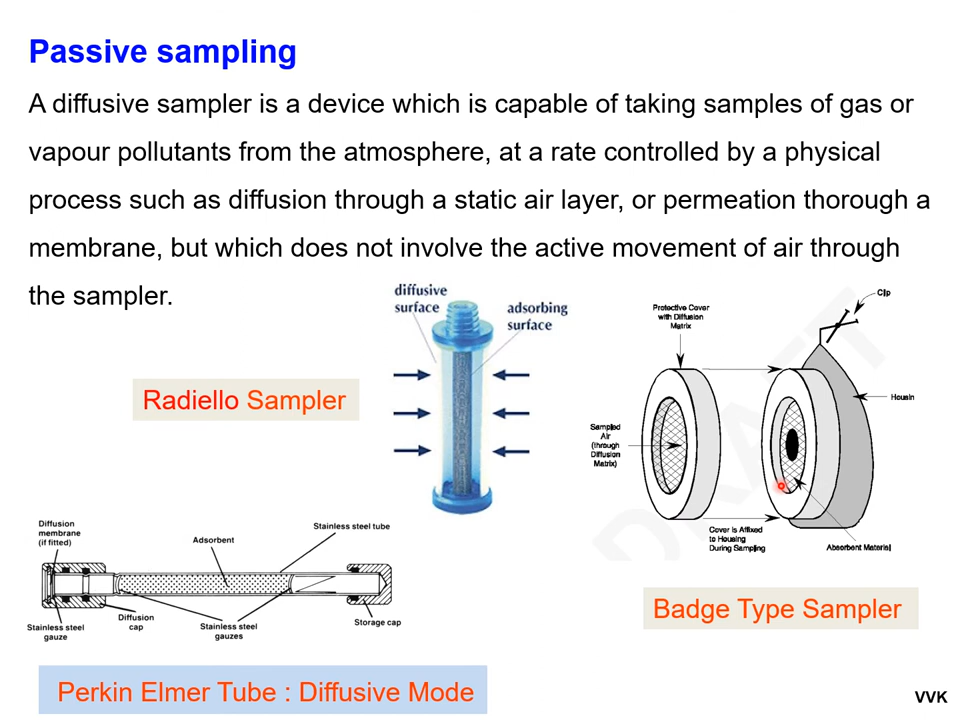 Passive sampling
A diffusive sampler is a device which is capable of taking samples of gas or
vapour pollutants from the atmosphere, at a rate controlled by a physical
process such as diffusion through a static air layer, or permeation thorough a
membrane, but which does not involve the active movement of air through
the sampler.
diffusive
surface
adsorbing
surface
Radiello Sampler
Protective Cover
with Diffusion
Matrix
Clip
Housin
Sampled
Air
(through
Diffusion
Matrix)
Cover is Affixed
to Housing
During Sampling
Absorbent Material
DRAFT
Badge Type Sampler
Diffusion
membrane
(if fitted)
Adsorbent
Stainless steel tube
Stainless steel
gauze
Diffusion
cap
Stainless steel
gauzes
Storage cap
Perkin Elmer Tube : Diffusive Mode
VVK